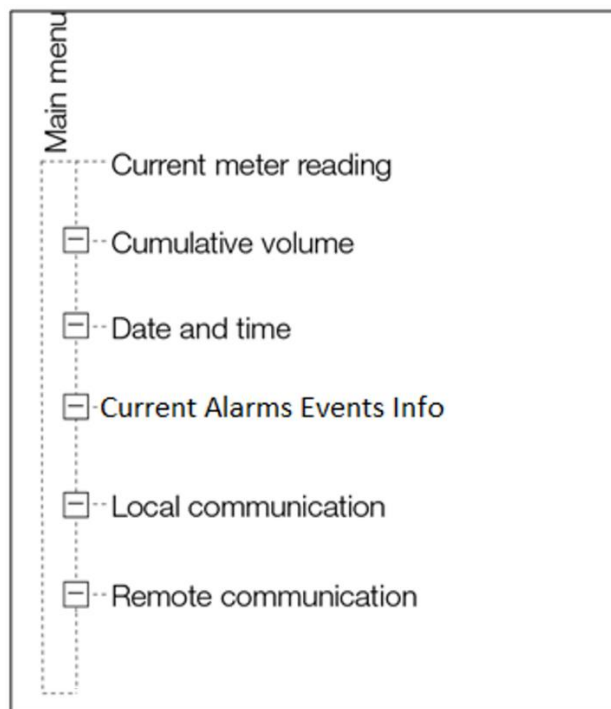 Main menu
Current meter reading
Cumulative volume
Date and time
Current Alarms Events Info
Local communication
Remote communication